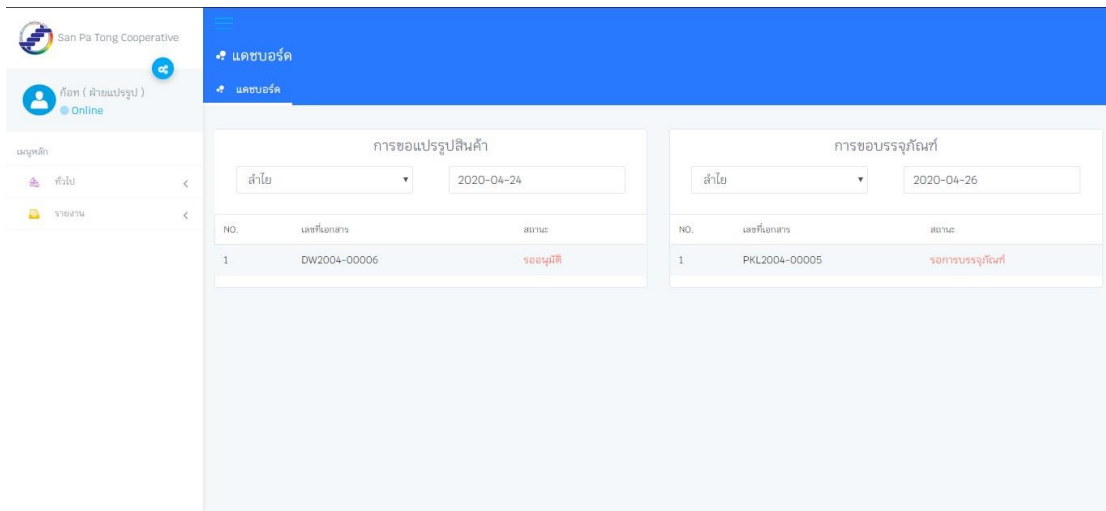 San Pa Tong Cooperative
ก๊อท ( ฝ่ายแปรรูป )
Online
เมนูหลัก
ทั่วไป
รายงาน
แดชบอร์ด
แดชบอร์ด
การขอแปรรูปสินค้า
ลำไย 2020-04-24
NO. เลขที่เอกสาร สถานะ
1 DW2004-00006 รออนุมัติ
การขอบรรจุภัณฑ์
ลำไย 2020-04-26
NO. เลขที่เอกสาร สถานะ
1 PKL2004-00005 รอการบรรจุภัณฑ์